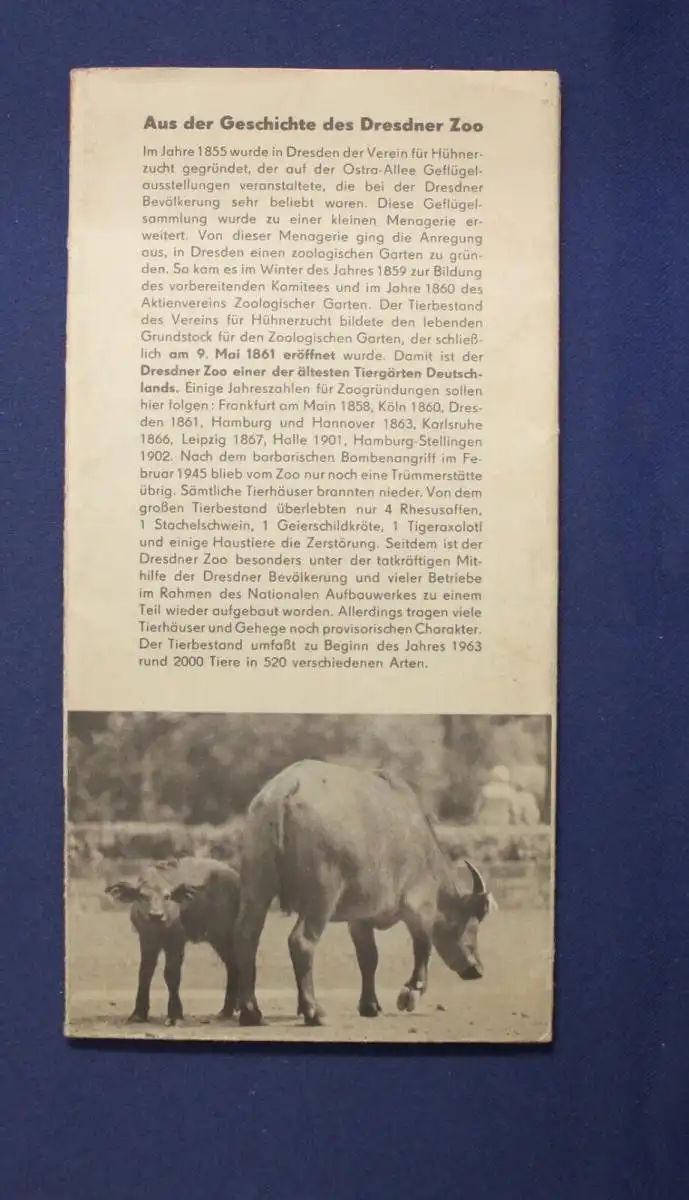 Aus der Geschichte des Dresdner Zoo
Im Jahre 1855 wurde in Dresden der Verein für Hühner-
zucht gegründet, der auf der Ostra-Allee Geflügel-
ausstellungen veranstaltete, die bei der Dresdner
Bevölkerung sehr beliebt waren. Diese Geflügel-
sammlung wurde zu einer kleinen Menagerie er-
weitert. Von dieser Menagerie ging die Anregung
aus, in Dresden einen zoologischen Garten zu grün-
den. So kam es im Winter des Jahres 1859 zur Bildung
des vorbereitenden Komitees und im Jahre 1860 des
Aktienvereins Zoologischer Garten. Der Tierbestand
des Vereins für Hühnerzucht bildete den lebenden
Grundstock für den Zoologischen Garten, der schließ-
lich am 9. Mai 1861 eröffnet wurde. Damit ist der
Dresdner Zoo einer der ältesten Tiergärten Deutsch-
lands. Einige Jahreszahlen für Zoogründungen sollen
hier folgen: Frankfurt am Main 1858, Köln 1860, Dres-
den 1861, Hamburg und Hannover 1863, Karlsruhe
1866, Leipzig 1867, Halle 1901, Hamburg-Stellingen
1902. Nach dem barbarischen Bombenangriff im Fe-
bruar 1945 blieb vom Zoo nur noch eine Trümmerstätte
übrig. Sämtliche Tierhäuser brannten nieder. Von dem
großen Tierbestand überlebten nur 4 Rhesusaffen,
1 Stachelschwein, 1 Geierschildkröte, 1 Tigeraxolotl
und einige Haustiere die Zerstörung. Seitdem ist der
Dresdner Zoo besonders unter der tatkräftigen Mit-
hilfe der Dresdner Bevölkerung und vieler Betriebe
im Rahmen des Nationalen Aufbauwerkes zu einem
Teil wieder aufgebaut worden. Allerdings tragen viele
Tierhäuser und Gehege noch provisorischen Charakter.
Der Tierbestand umfaßt zu Beginn des Jahres 1963
rund 2000 Tiere in 520 verschiedenen Arten.